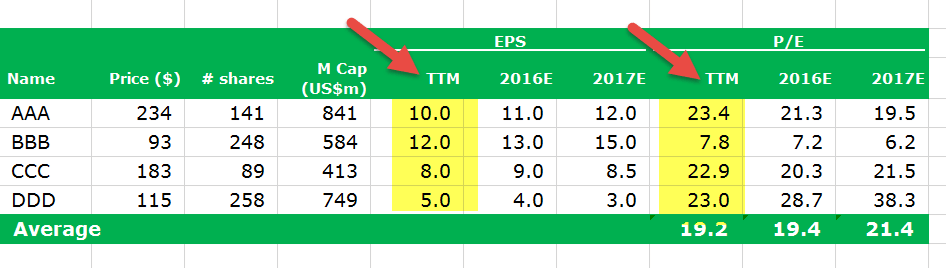 EPS P/E
Name Price ($) # shares M Cap (US$m) TTM 2016E 2017E TTM 2016E 2017E
AAA 234 141 841 10.0 11.0 12.0 23.4 21.3 19.5
BBB 93 248 584 12.0 13.0 15.0 7.8 7.2 6.2
CCC 183 89 413 8.0 9.0 8.5 22.9 20.3 21.5
DDD 115 258 749 5.0 4.0 3.0 23.0 28.7 38.3
Average 19.2 19.4 21.4